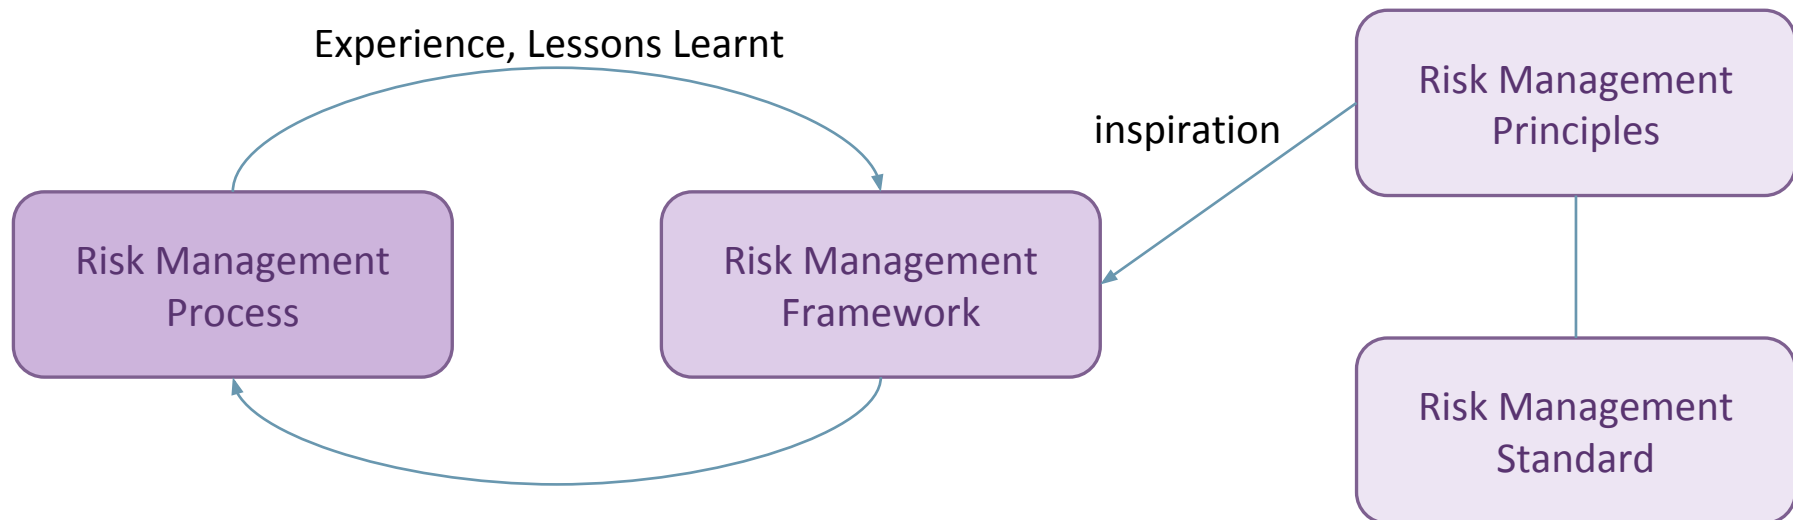 Experience, Lessons Learnt
Risk Management
Process
Risk Management
Framework
inspiration
Risk Management
Principles
Risk Management
Standard